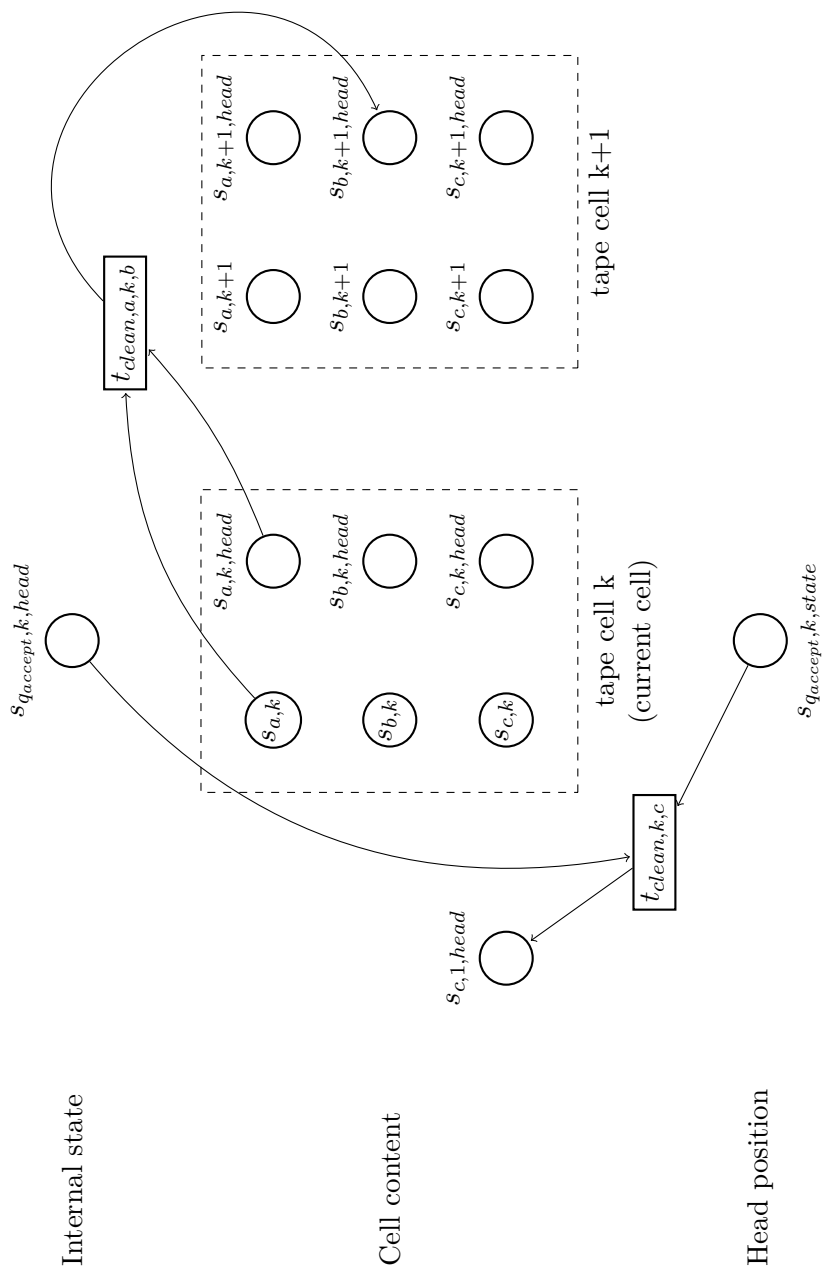 s_{q_{accept},k,head}
Internal state
t_{clean,a,k,b}
s_{a,k,head} s_{a,k+1} s_{a,k+1,head}
s_{a,k}
s_{b,k,head} s_{b,k+1} s_{b,k+1,head}
Cell content s_{b,k}
s_{c,1,head} s_{c,k,head} s_{c,k+1} s_{c,k+1,head}
s_{c,k}
tape cell k
(current cell)
tape cell k+1
t_{clean,k,c}
Head position
s_{q_{accept},k,state}